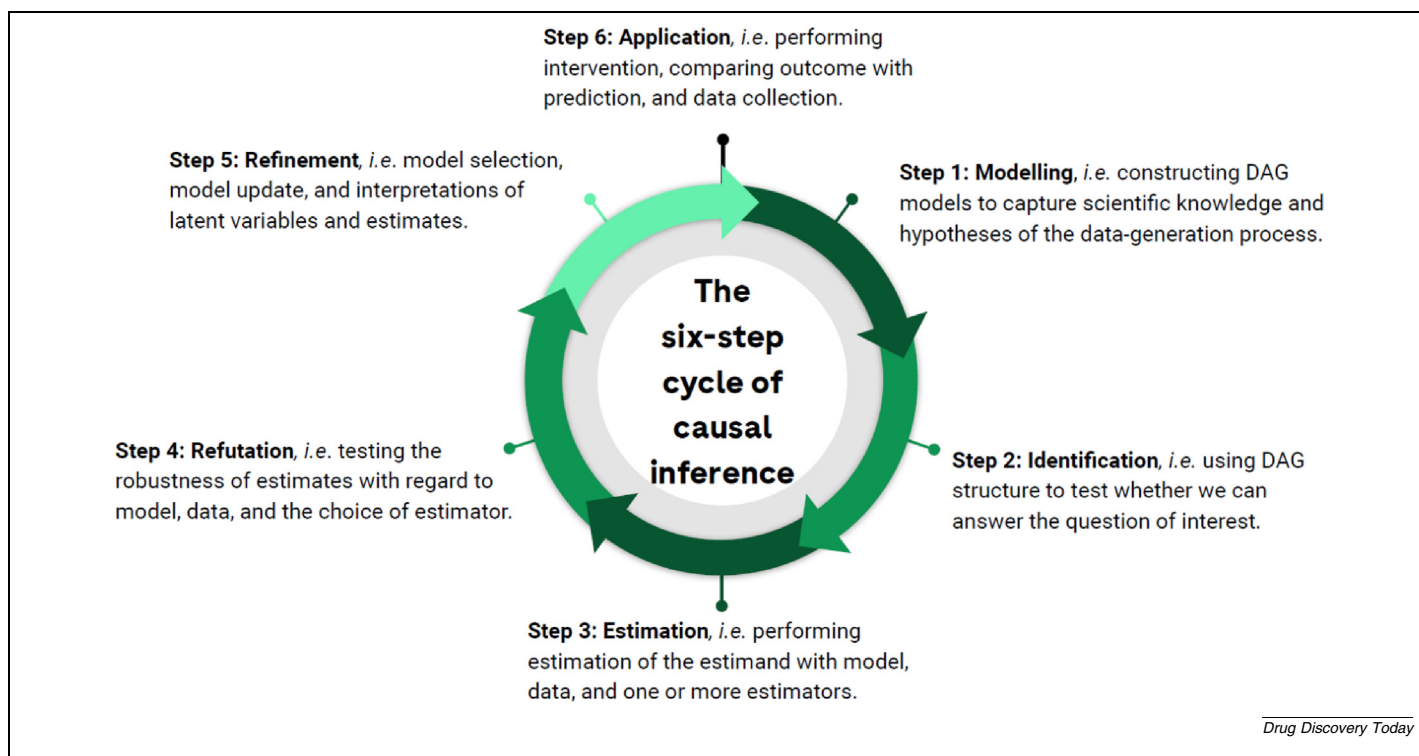 Step 6: Application, i.e. performing
intervention, comparing outcome with
prediction, and data collection.
Step 5: Refinement, i.e. model selection,
model update, and interpretations of
latent variables and estimates.
Step 1: Modelling, i.e. constructing DAG
models to capture scientific knowledge and
hypotheses of the data-generation process.
The
six-step
cycle of
causal
inference
Step 4: Refutation, i.e. testing the
robustness of estimates with regard to
model, data, and the choice of estimator.
Step 2: Identification, i.e. using DAG
structure to test whether we can
answer the question of interest.
Step 3: Estimation, i.e. performing
estimation of the estimand with model,
data, and one or more estimators.
Drug Discovery Today